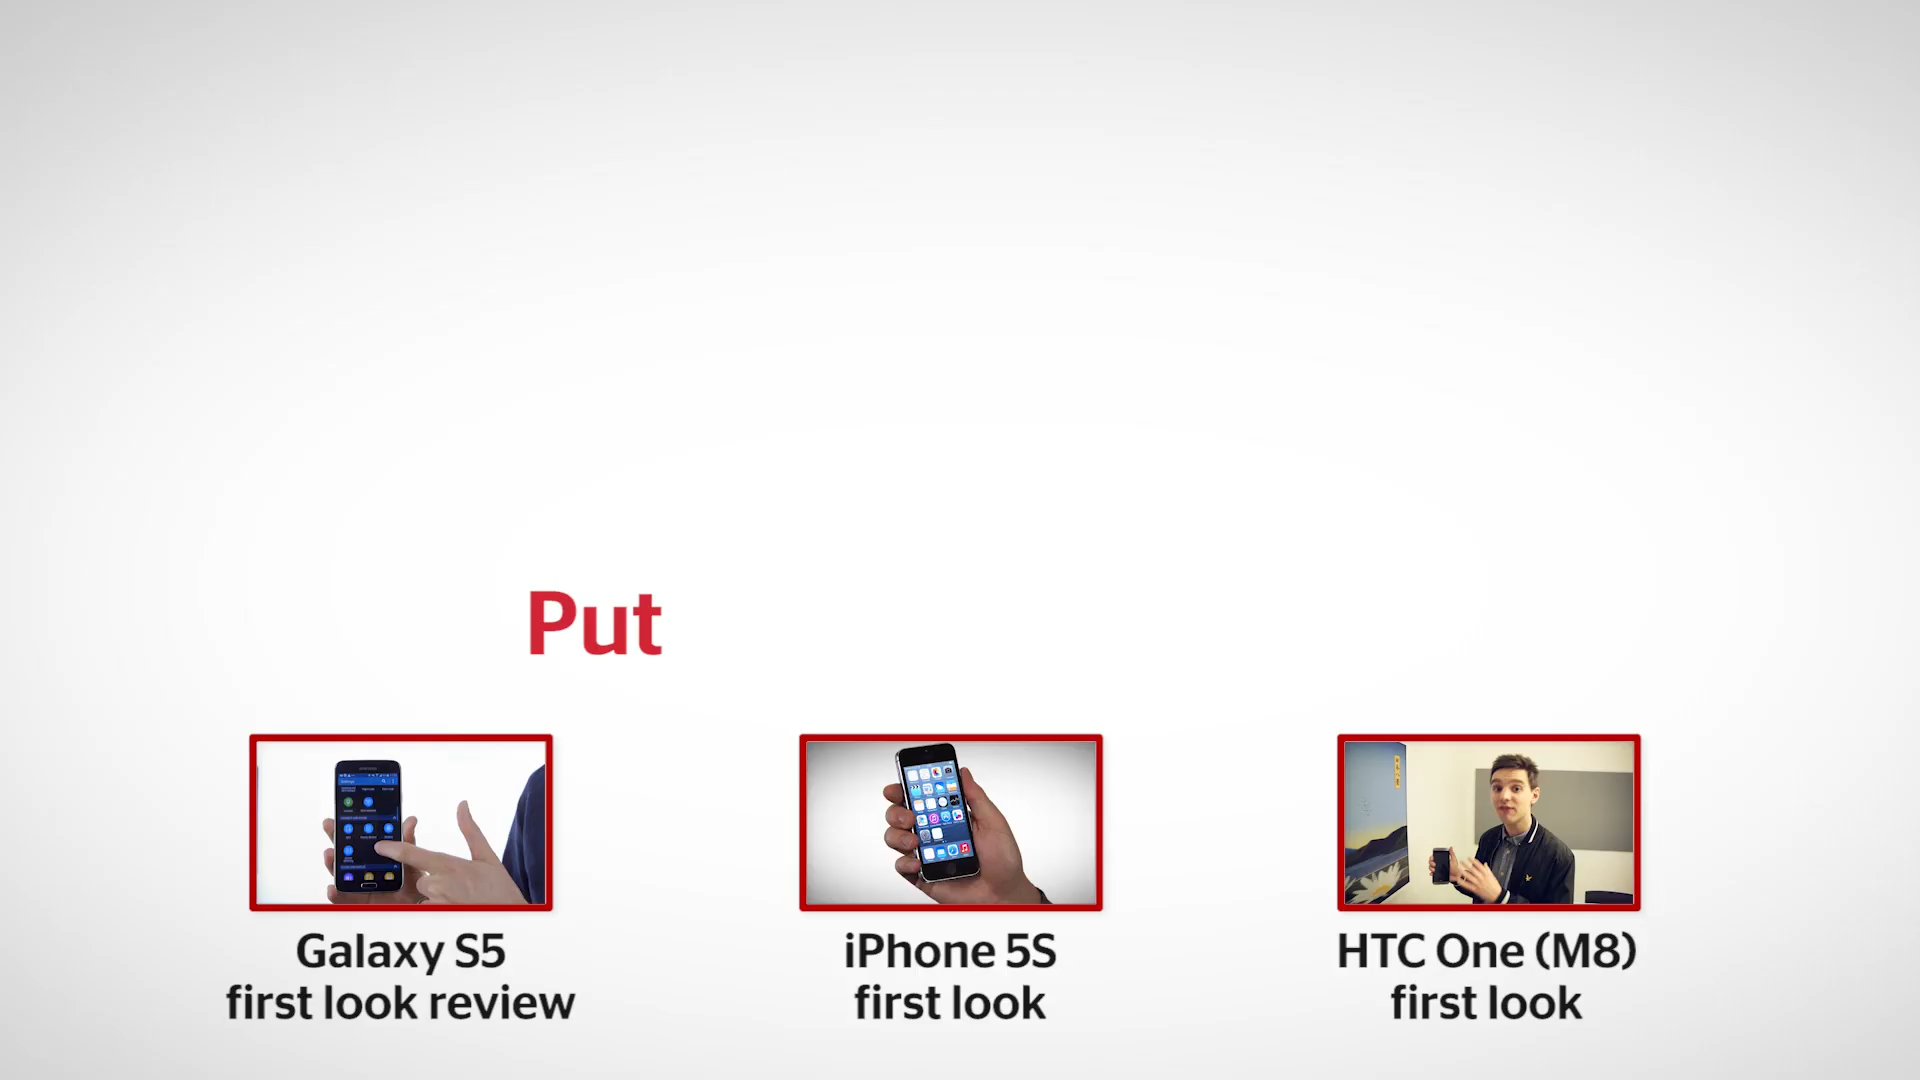 Put
Galaxy S5
first look review
iPhone 5S
first look
HTC One (M8)
first look